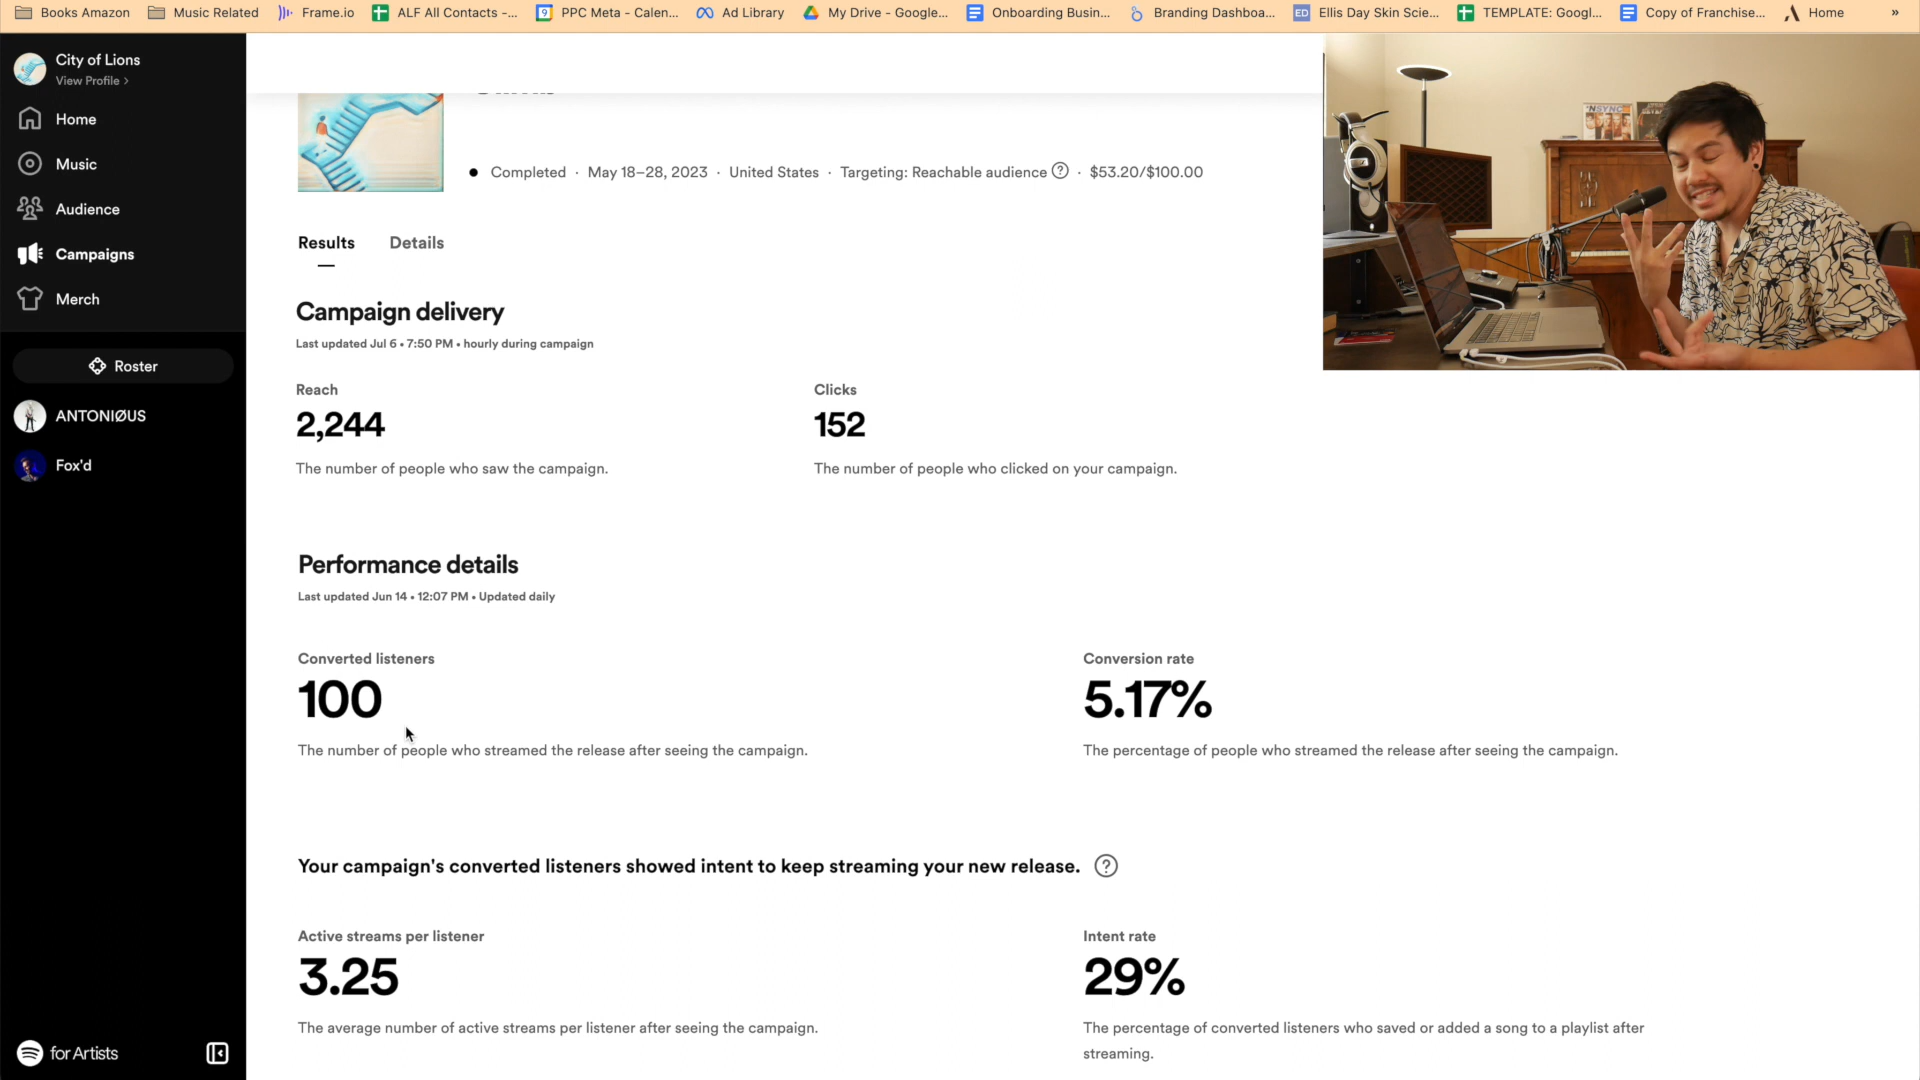 Books Amazon
Music Related
Frame.io
ALF All Contacts -...
PPC Meta - Calen...
Ad Library
My Drive - Google...
Onboarding Busin...
Branding Dashboa...
ED Ellis Day Skin Scie...
TEMPLATE: Googl...
Copy of Franchise...
Home
»
City of Lions
View Profile >
Home
Music
Audience
Campaigns
Merch
Roster
ANTONIØUS
Fox'd
for Artists
Completed · May 18–28, 2023 · United States · Targeting: Reachable audience ? · $53.20/$100.00
Results
Details
Campaign delivery
Last updated Jul 6 • 7:50 PM • hourly during campaign
Reach
2,244
The number of people who saw the campaign.
Clicks
152
The number of people who clicked on your campaign.
Performance details
Last updated Jun 14 • 12:07 PM • Updated daily
Converted listeners
100
The number of people who streamed the release after seeing the campaign.
Conversion rate
5.17%
The percentage of people who streamed the release after seeing the campaign.
Your campaign's converted listeners showed intent to keep streaming your new release. ?
Active streams per listener
3.25
The average number of active streams per listener after seeing the campaign.
Intent rate
29%
The percentage of converted listeners who saved or added a song to a playlist after
streaming.
*NSYNC